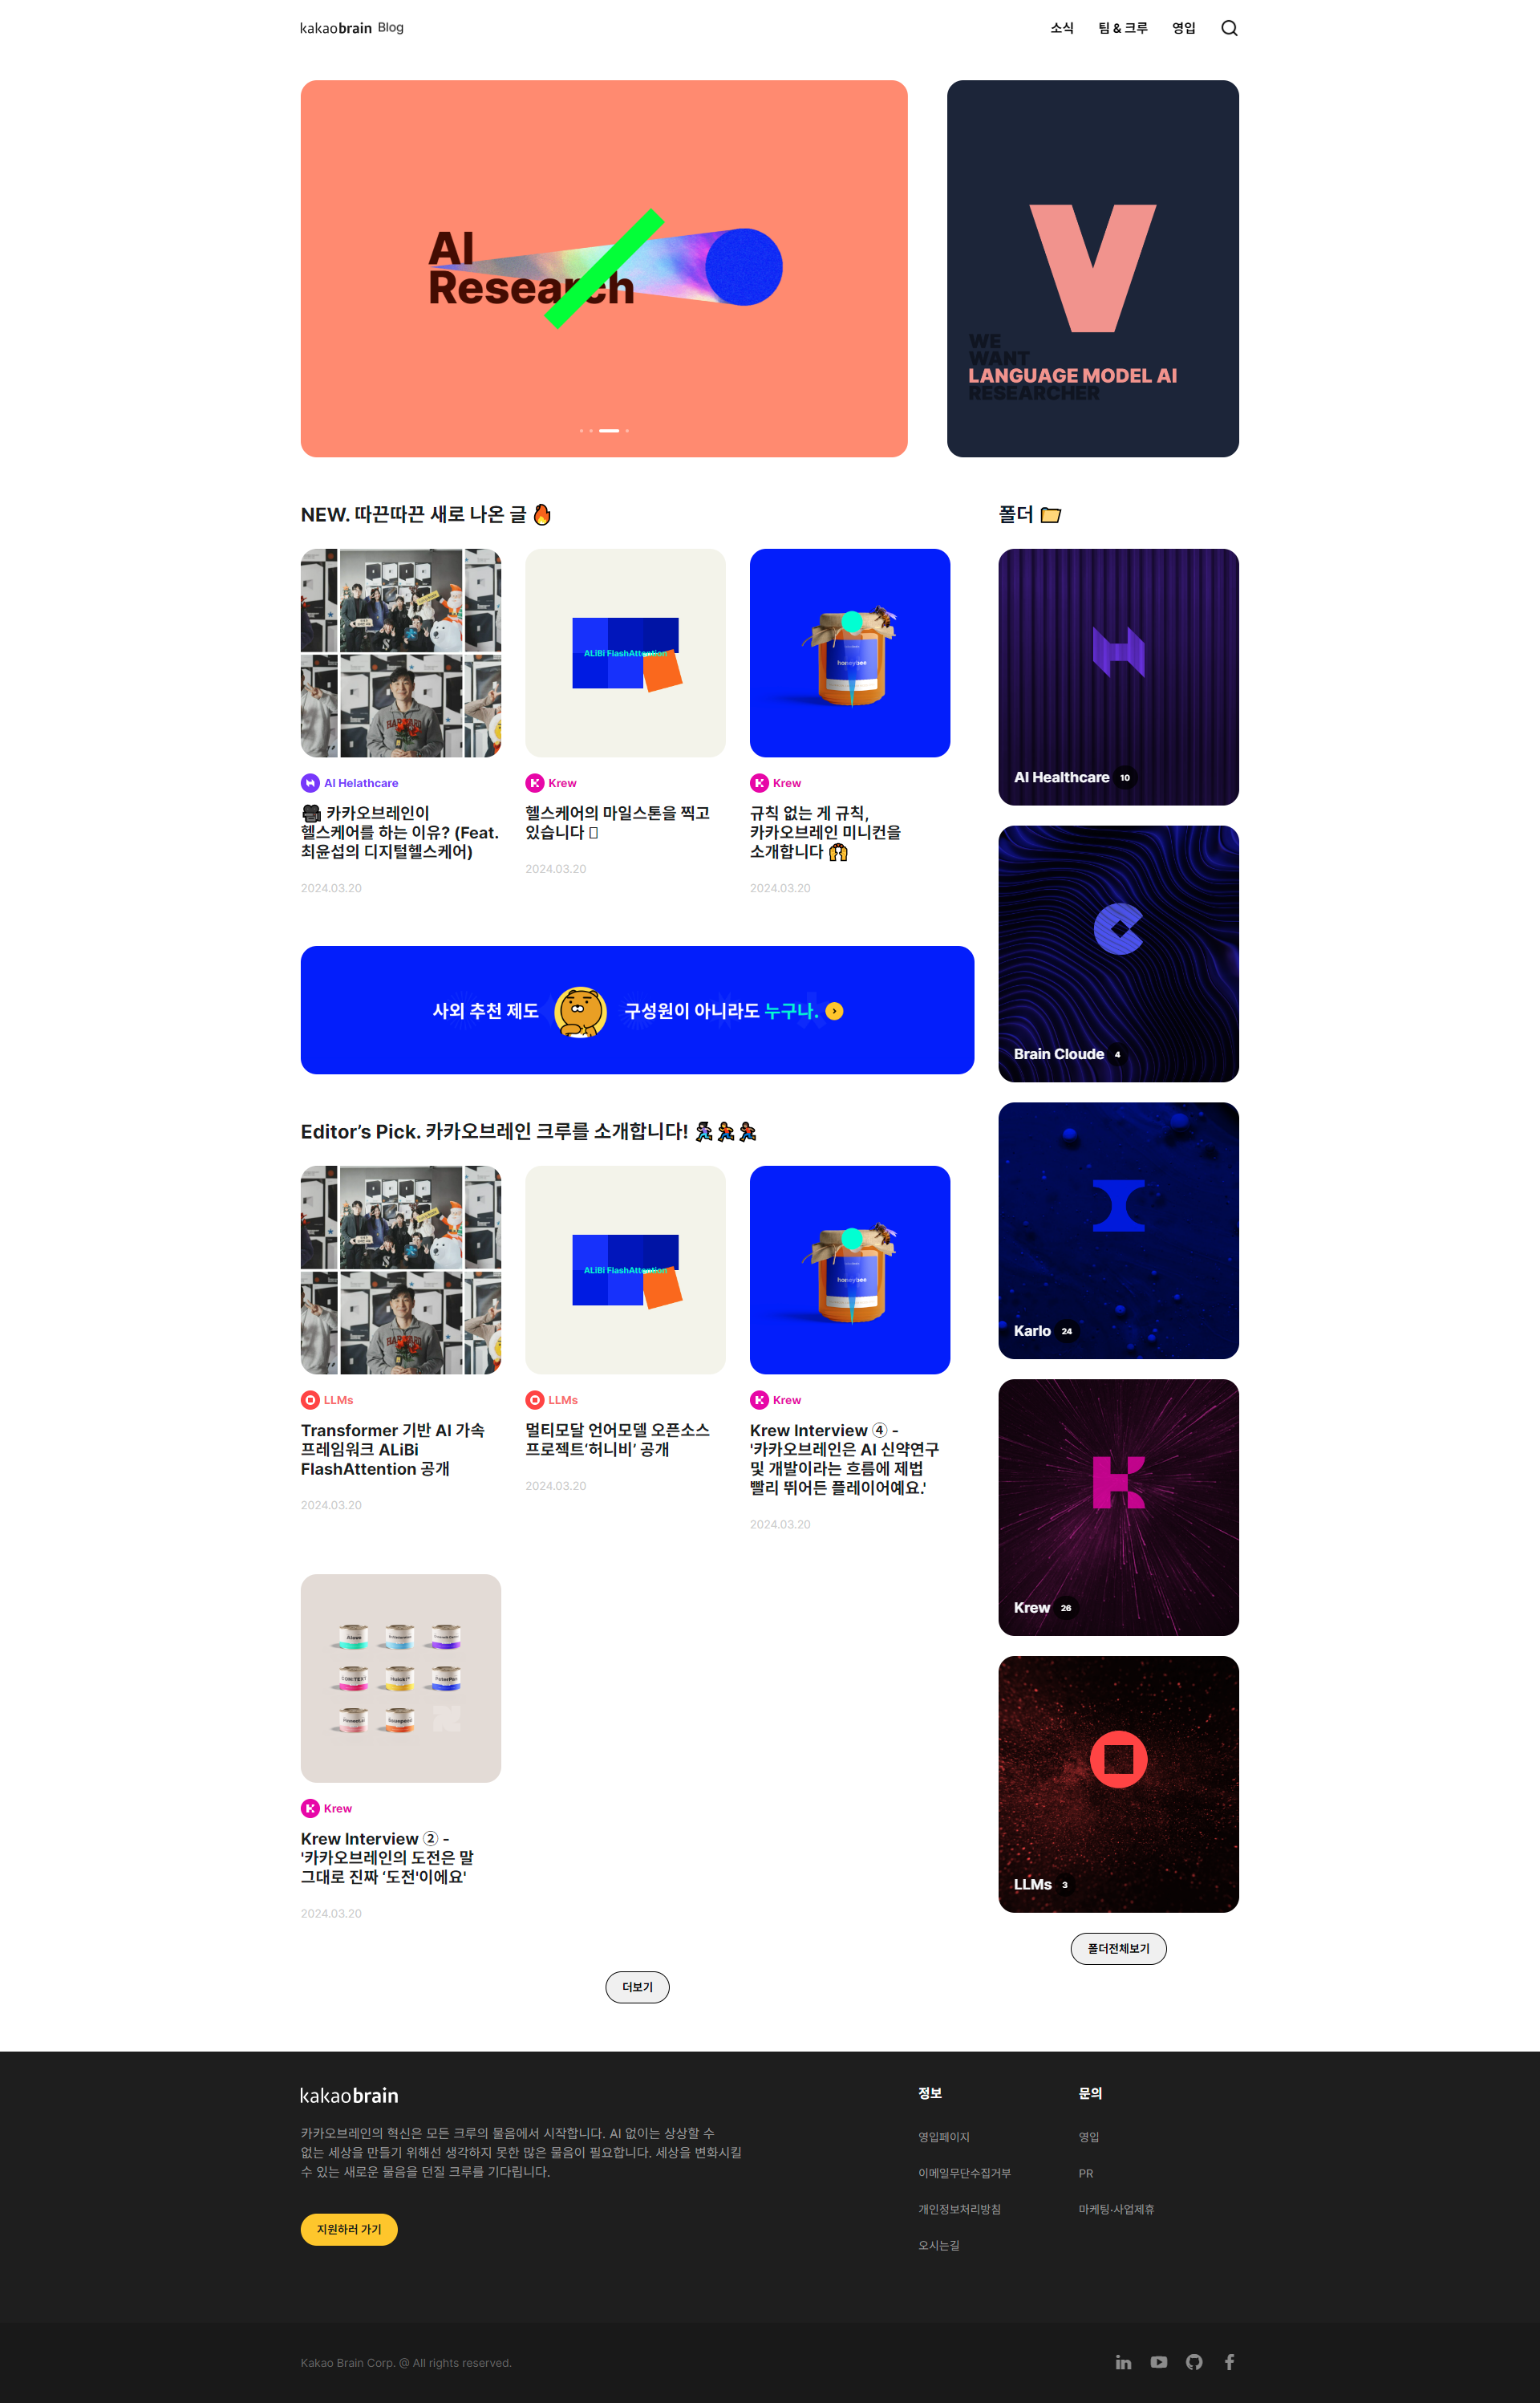 kakaobrain Blog
소식 팀 & 크루 영입
AI
Research
V
WE
WANT
LANGUAGE MODEL AI
RESEARCHER
NEW. 따끈따끈 새로 나온 글 🔥
폴더 📁
ALiBi FlashAttention
honeybee
HARVARD
AI Helathcare
🎥 카카오브레인이
헬스케어를 하는 이유? (Feat.
최윤섭의 디지털헬스케어)
2024.03.20
Krew
헬스케어의 마일스톤을 찍고
있습니다
2024.03.20
Krew
규칙 없는 게 규칙,
카카오브레인 미니컨을
소개합니다 🙌
2024.03.20
AI Healthcare 10
사외 추천 제도 구성원이 아니라도 누구나.
Brain Cloude 4
Editor’s Pick. 카카오브레인 크루를 소개합니다! 🏃🏃🏃
ALiBi FlashAttention
honeybee
HARVARD
LLMs
Transformer 기반 AI 가속
프레임워크 ALiBi
FlashAttention 공개
2024.03.20
LLMs
멀티모달 언어모델 오픈소스
프로젝트‘허니비’ 공개
2024.03.20
Krew
Krew Interview ④ -
'카카오브레인은 AI 신약연구
및 개발이라는 흐름에 제법
빨리 뛰어든 플레이어예요.'
2024.03.20
Karlo 24
Krew 26
Krew
Krew Interview ② -
'카카오브레인의 도전은 말
그대로 진짜 ‘도전'이에요'
2024.03.20
LLMs 3
폴더전체보기
더보기
kakaobrain
카카오브레인의 혁신은 모든 크루의 물음에서 시작합니다. AI 없이는 상상할 수
없는 세상을 만들기 위해선 생각하지 못한 많은 물음이 필요합니다. 세상을 변화시킬
수 있는 새로운 물음을 던질 크루를 기다립니다.
지원하러 가기
정보
영입페이지
이메일무단수집거부
개인정보처리방침
오시는길
문의
영입
PR
마케팅·사업제휴
Kakao Brain Corp. @ All rights reserved.